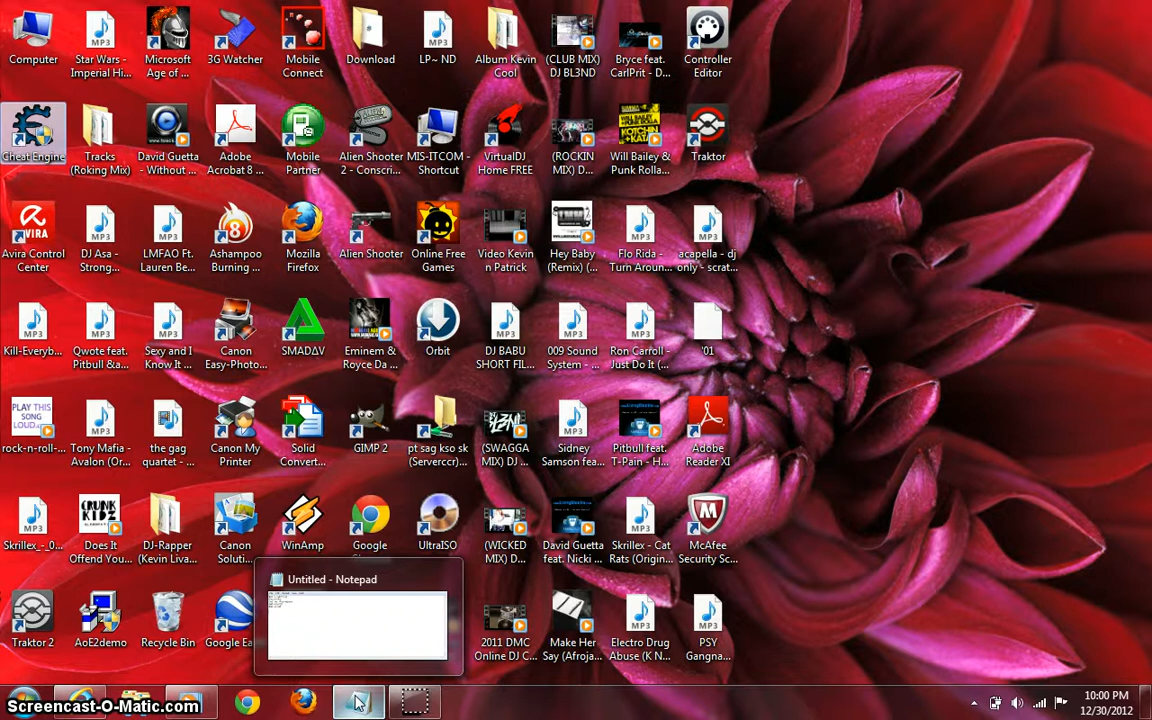 Computer
Star Wars -
Imperial Hi...
Microsoft
Age of ...
3G Watcher
Mobile
Connect
Download
LP~ ND
Album Kevin
Cool
(CLUB MIX)
DJ BL3ND
Bryce feat.
CarlPrit - D...
Controller
Editor
Cheat Engine
Tracks
(Roking Mix)
David Guetta
- Without ...
Adobe
Acrobat 8 ...
Mobile
Partner
Alien Shooter
2 - Conscri...
MIS-ITCOM -
Shortcut
VirtualDJ
Home FREE
(ROCKIN
MIX) D...
Will Bailey &
Punk Rolla...
Traktor
Avira Control
Center
DJ Asa -
Strong...
LMFAO Ft.
Lauren Be...
Ashampoo
Burning ...
Mozilla
Firefox
Alien Shooter
Online Free
Games
Video Kevin
n Patrick
Hey Baby
(Remix) (...
Flo Rida -
Turn Aroun...
acapella - dj
only - scrat...
Kill-Everyb...
Qwote feat.
Pitbull &a...
Sexy and I
Know It ...
Canon
Easy-Photo...
SMADΔV
Eminem &
Royce Da ...
Orbit
DJ BABU
SHORT FIL...
009 Sound
System - ...
Ron Carroll -
Just Do It (...
'01
PLAY THIS
SONG
LOUD
rock-n-roll-...
Tony Mafia -
Avalon (Or...
the gag
quartet - ...
Canon My
Printer
Solid
Convert...
GIMP 2
pt sag kso sk
(Serverccr)...
(SWAGGA
MIX) DJ ...
Sidney
Samson fea...
Pitbull feat.
T-Pain - H...
Adobe
Reader XI
Skrillex_-_0...
CRUNK
KIDZ
Does It
Offend You...
DJ-Rapper
(Kevin Liva...
Canon
Soluti...
WinAmp
Google
UltraISO
(WICKED
MIX) D...
David Guetta
feat. Nicki ...
Skrillex - Cat
Rats (Origin...
McAfee
Security Sc...
Untitled - Notepad
Traktor 2
AoE2demo
Recycle Bin
Google Ea
2011 DMC
Online DJ C...
Make Her
Say (Afroja...
Electro Drug
Abuse (K N...
PSY
Gangna...
Screencast-O-Matic.com
10:00 PM
12/30/2012